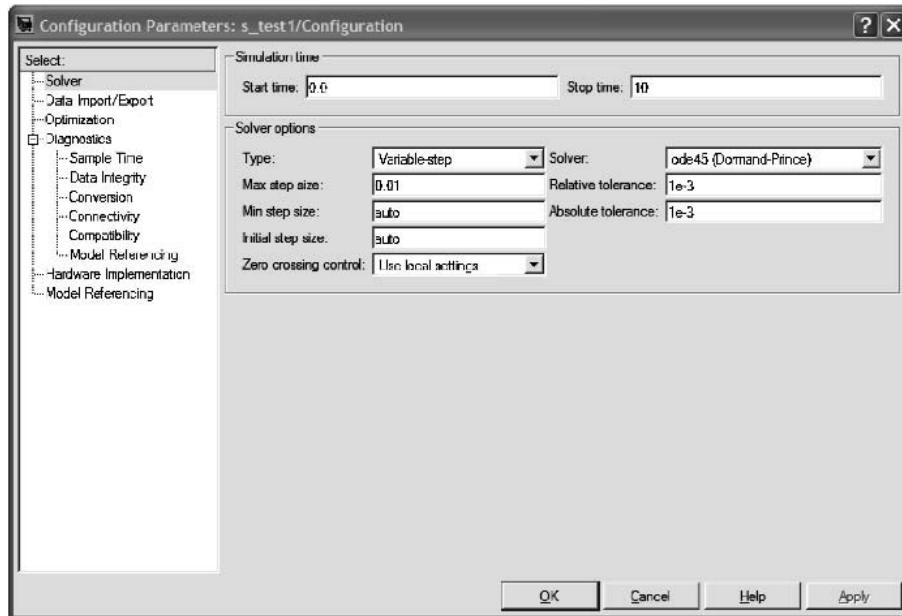 Configuration Parameters: s_test1/Configuration
Select:
Solver
Data Import/Export
Optimization
Diagnostics
Sample Time
Data Integrity
Conversion
Connectivity
Compatibility
Model Referencing
Hardware Implementation
Model Referencing
Simulation time
Start time: 0.0 Stop time: 10
Solver options
Type: Variable-step Solver: ode45 (Dormand-Prince)
Max step size: 0.01 Relative tolerance: 1e-3
Min step size: auto Absolute tolerance: 1e-3
Initial step size: auto
Zero crossing control: Use local settings
OK Cancel Help Apply